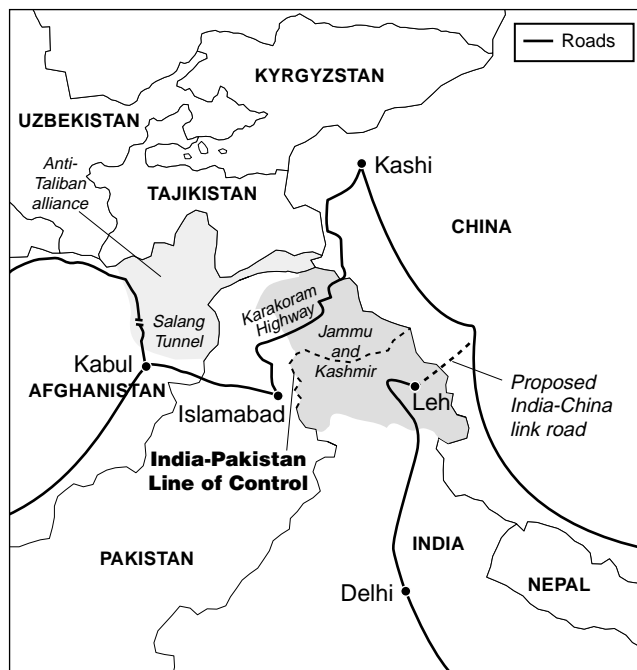 Roads
KYRGYZSTAN
UZBEKISTAN
Anti-
Taliban
alliance
TAJIKISTAN
Kashi
CHINA
Karakoram
Highway
Salang
Tunnel
Jammu
and
Kashmir
Kabul
AFGHANISTAN
Islamabad
Leh
Proposed
India-China
link road
India-Pakistan
Line of Control
PAKISTAN
INDIA
NEPAL
Delhi